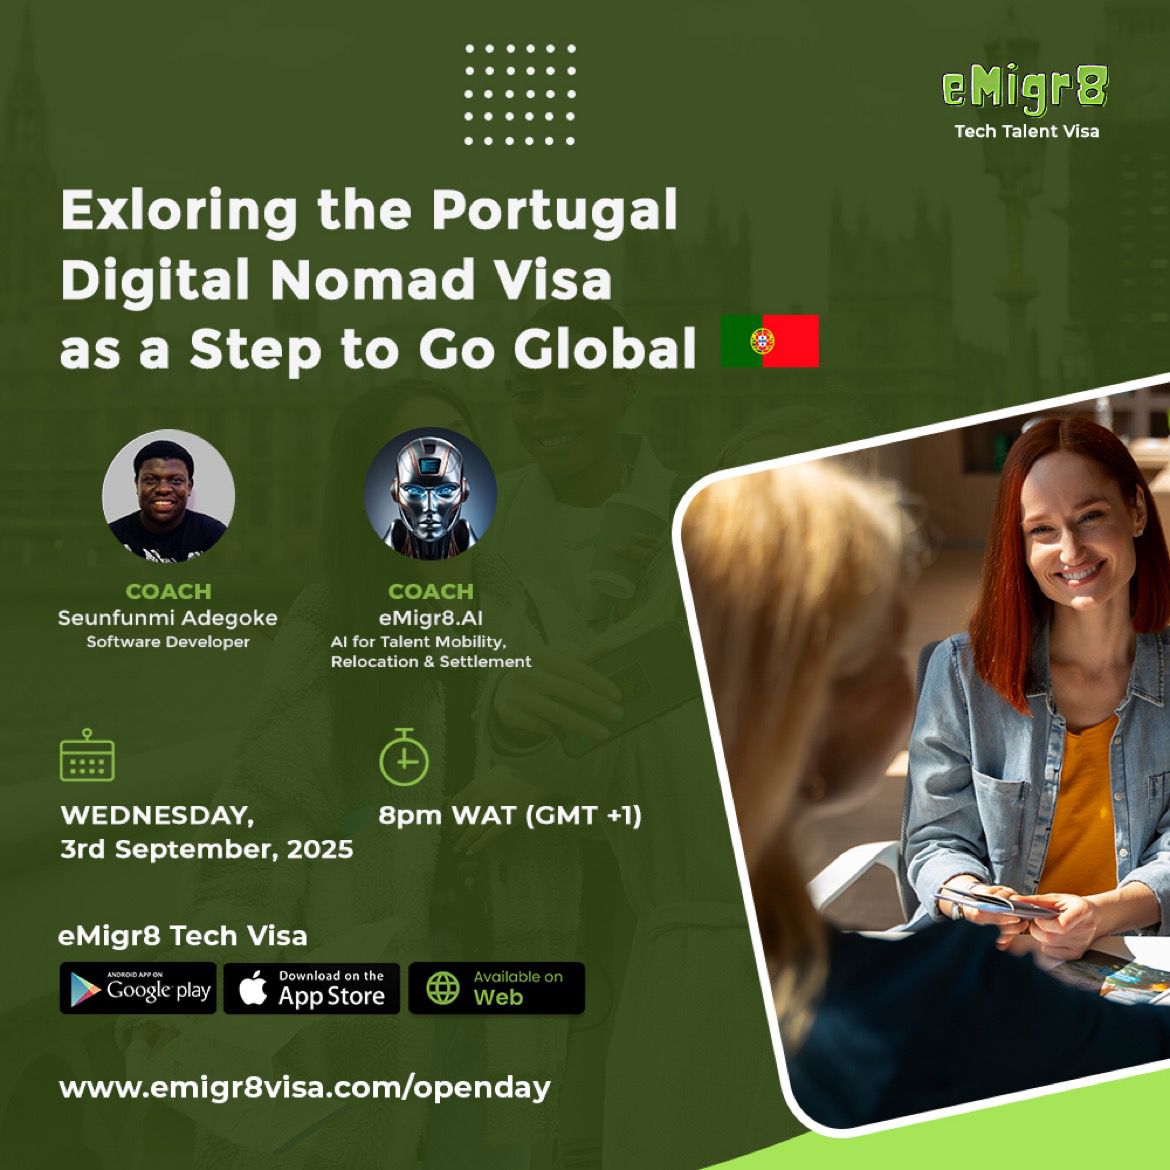 eMigr8
Tech Talent Visa
Exloring the Portugal
Digital Nomad Visa
as a Step to Go Global
COACH
Seunfunmi Adegoke
Software Developer
COACH
eMigr8.AI
AI for Talent Mobility,
Relocation & Settlement
WEDNESDAY,
3rd September, 2025
8pm WAT (GMT +1)
eMigr8 Tech Visa
ANDROID APP ON
Google play
Download on the
App Store
Available on
Web
www.emigr8visa.com/openday